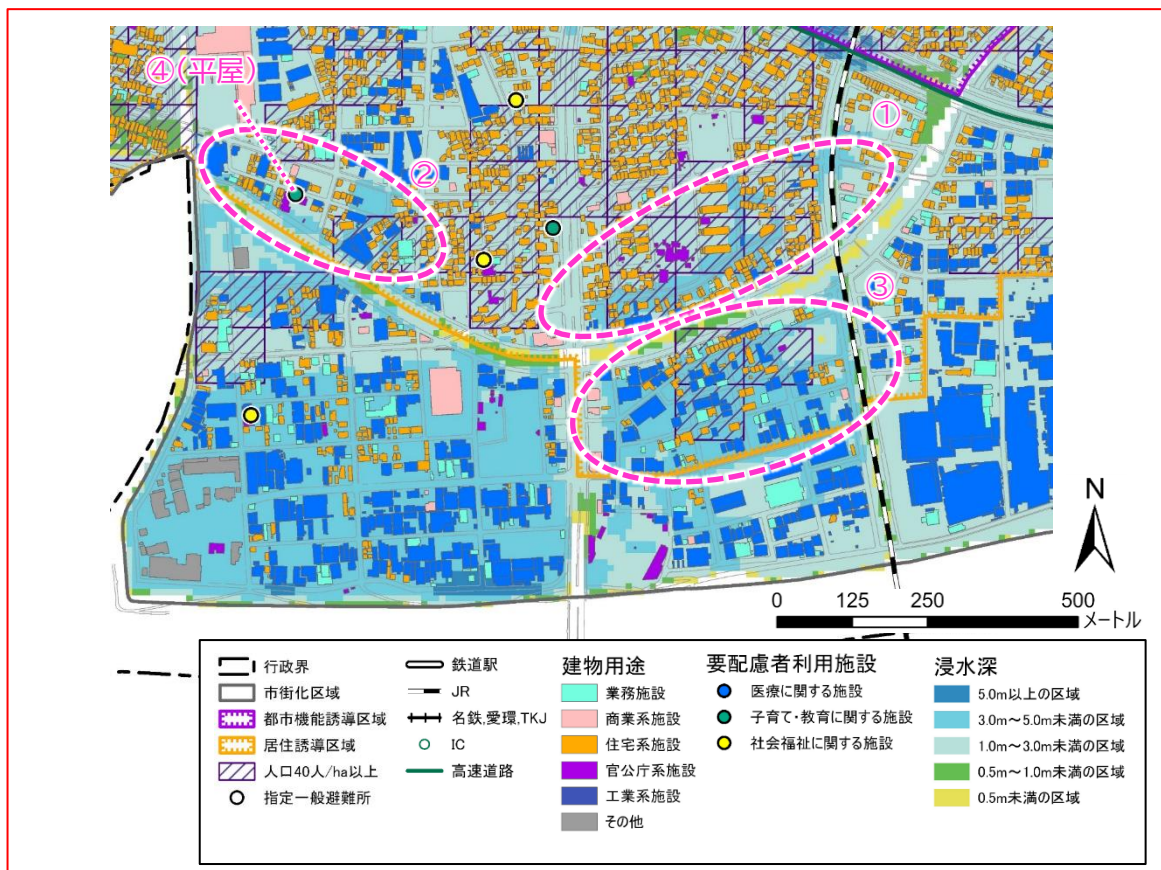 ④(平屋)
①
②
③
N
0 125 250 500
メートル
行政界
市街化区域
都市機能誘導区域
居住誘導区域
人口40人/ha以上
指定一般避難所
鉄道駅
JR
名鉄,愛環,TKJ
IC
高速道路
建物用途
業務施設
商業系施設
住宅系施設
官公庁系施設
工業系施設
その他
要配慮者利用施設
医療に関する施設
子育て・教育に関する施設
社会福祉に関する施設
浸水深
5.0m以上の区域
3.0m～5.0m未満の区域
1.0m～3.0m未満の区域
0.5m～1.0m未満の区域
0.5m未満の区域